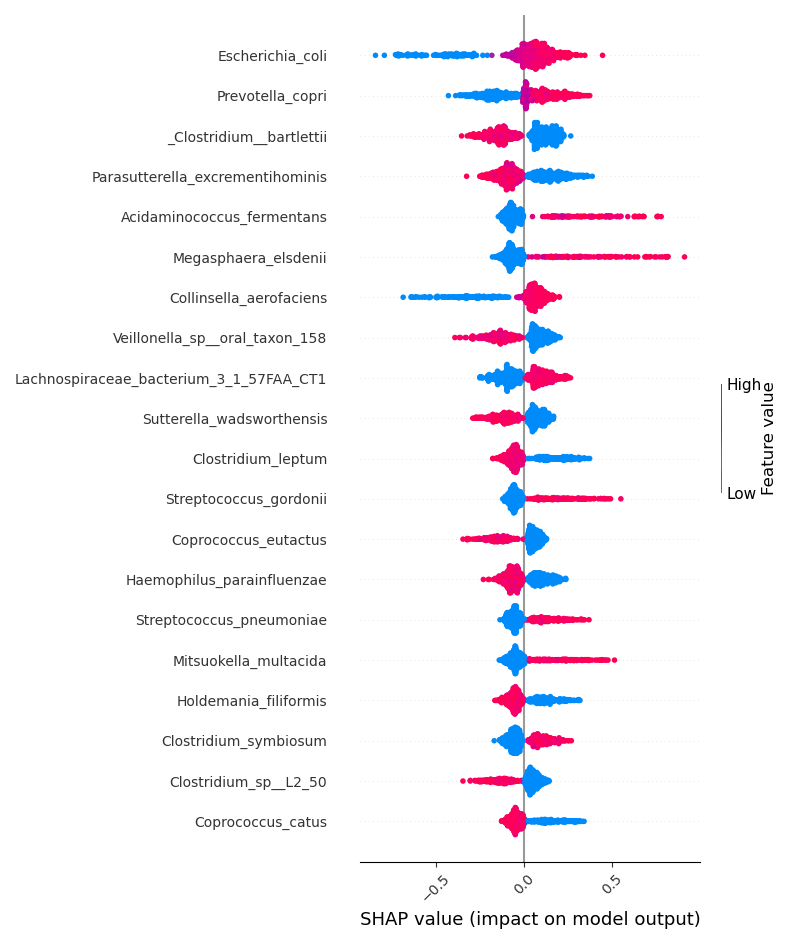 Escherichia_coli
Prevotella_copri
_Clostridium__bartlettii
Parasutterella_excrementihominis
Acidaminococcus_fermentans
Megasphaera_elsdenii
Collinsella_aerofaciens
Veillonella_sp__oral_taxon_158
Lachnospiraceae_bacterium_3_1_57FAA_CT1
Sutterella_wadsworthensis
Clostridium_leptum
Streptococcus_gordonii
Coprococcus_eutactus
Haemophilus_parainfluenzae
Streptococcus_pneumoniae
Mitsuokella_multacida
Holdemania_filiformis
Clostridium_symbiosum
Clostridium_sp__L2_50
Coprococcus_catus
−0.5 0.0 0.5
SHAP value (impact on model output)
High
Low
Feature value